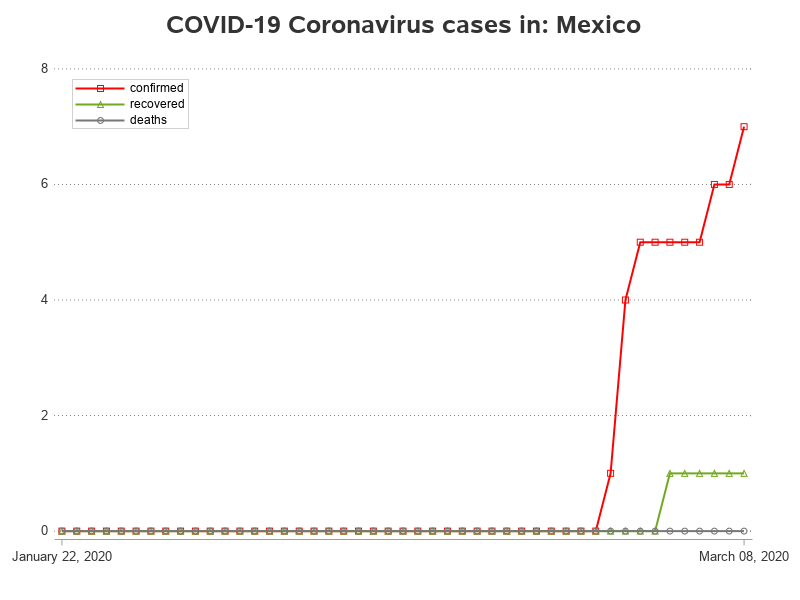 COVID-19 Coronavirus cases in: Mexico
8
confirmed
recovered
deaths
6
4
2
0
January 22, 2020
March 08, 2020